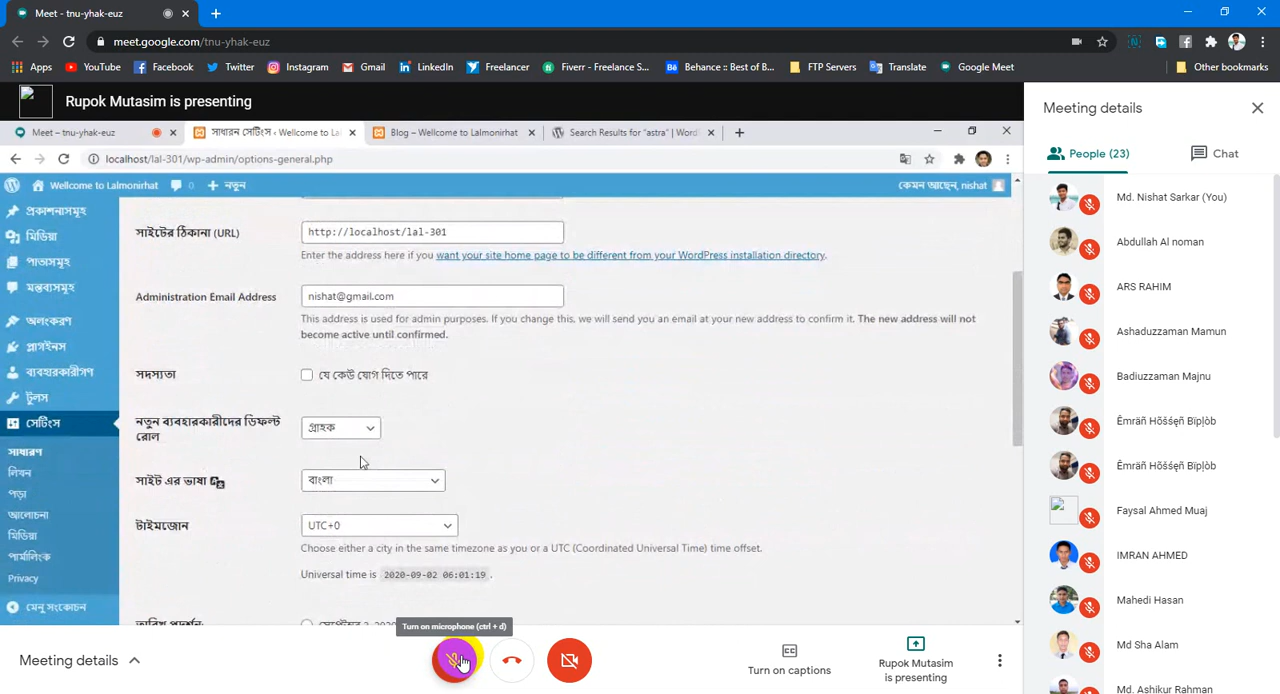 Meet - tnu-yhak-euz
meet.google.com/tnu-yhak-euz
Apps YouTube Facebook Twitter Instagram Gmail LinkedIn Freelancer Fiverr - Freelance S... Behance :: Best of B... FTP Servers Translate Google Meet Other bookmarks
Rupok Mutasim is presenting
Meet – tnu-yhak-euz সাধারন সেটিংস ‹ Wellcome to La Blog – Wellcome to Lalmonirhat Search Results for "astra" | Word
localhost/lal-301/wp-admin/options-general.php
Wellcome to Lalmonirhat 0 নতুন কেমন আছেন, nishat
প্রকাশনাসমূহ
মিডিয়া
পাতাসমূহ
মন্তব্যসমূহ
অলংকরণ
প্লাগইনস
ব্যবহারকারীগণ
টুলস
সেটিংস
সাধারণ
লিখন
পড়া
আলোচনা
মিডিয়া
পার্মালিংক
Privacy
মেনু সংকোচন
সাইটের ঠিকানা (URL) http://localhost/lal-301
Enter the address here if you want your site home page to be different from your WordPress installation directory.
Administration Email Address nishat@gmail.com
This address is used for admin purposes. If you change this, we will send you an email at your new address to confirm it. The new address will not
become active until confirmed.
সদস্যতা যে কেউ যোগ দিতে পারে
নতুন ব্যবহারকারীদের ডিফল্ট
রোল গ্রাহক
সাইট এর ভাষা বাংলা
টাইমজোন UTC+0
Choose either a city in the same timezone as you or a UTC (Coordinated Universal Time) time offset.
Universal time is 2020-09-02 06:01:19 .
Turn on microphone (ctrl + d)
Meeting details
Turn on captions
Rupok Mutasim
is presenting
Meeting details
People (23) Chat
Md. Nishat Sarkar (You)
Abdullah Al noman
ARS RAHIM
Ashaduzzaman Mamun
Badiuzzaman Majnu
Êmräñ Hõššęñ Bïpļòb
Êmräñ Hõššęñ Bïpļòb
Faysal Ahmed Muaj
IMRAN AHMED
Mahedi Hasan
Md Sha Alam
Md. Ashikur Rahman